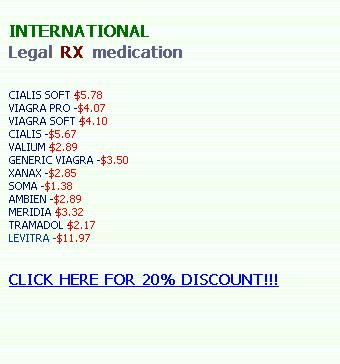 INTERNATIONAL
Legal RX medication
CIALIS SOFT $5.78
VIAGRA PRO -$4.07
VIAGRA SOFT $4.10
CIALIS -$5.67
VALIUM $2.89
GENERIC VIAGRA -$3.50
XANAX -$2.85
SOMA -$1.38
AMBIEN -$2.89
MERIDIA $3.32
TRAMADOL $2.17
LEVITRA -$11.97
CLICK HERE FOR 20% DISCOUNT!!!